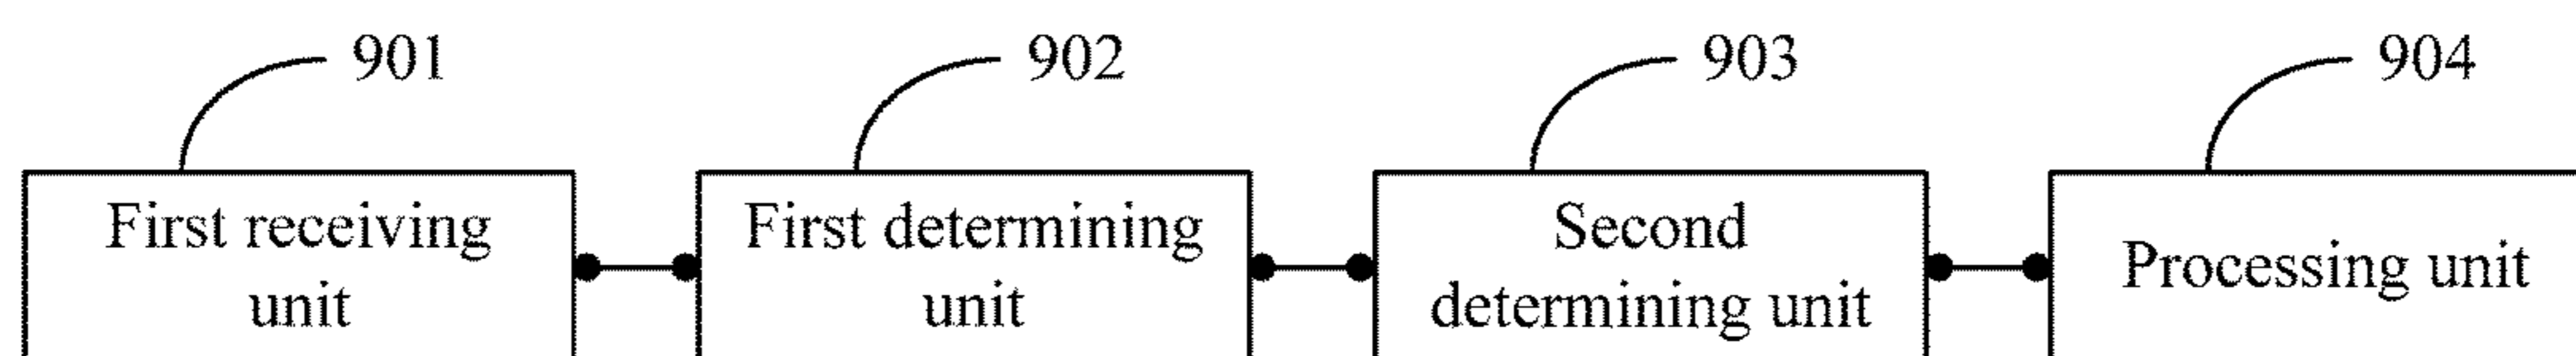 901
902
903
904
First receiving
unit
First determining
unit
Second
determining unit
Processing unit